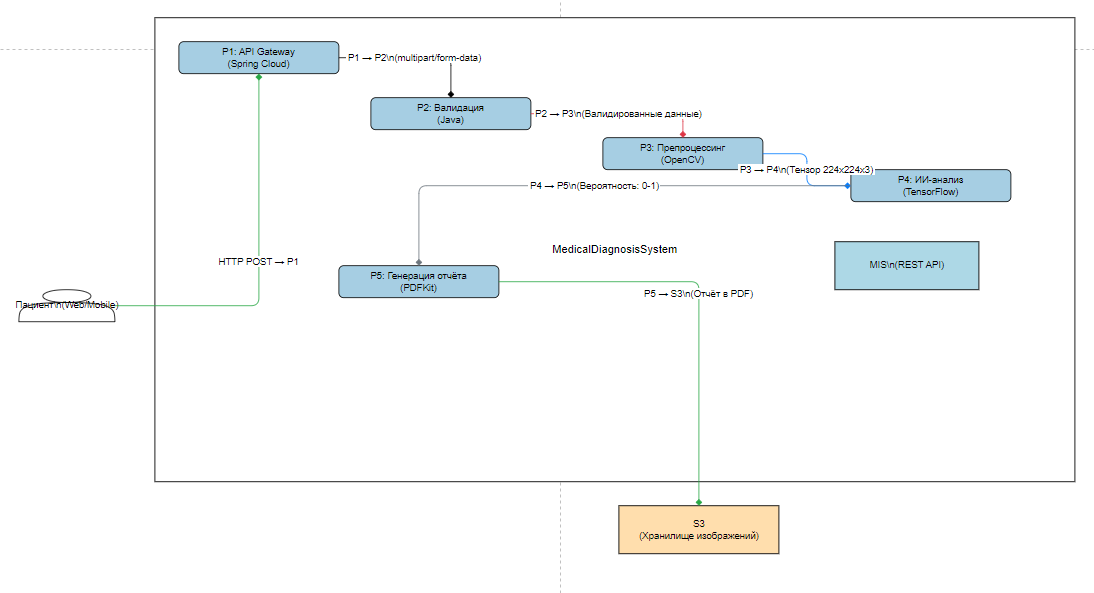 P1: API Gateway
(Spring Cloud)
P1 → P2\n(multipart/form-data)
P2: Валидация
(Java)
P2 → P3\n(Валидированные данные)
P3: Препроцессинг
(OpenCV)
P3 → P4\n(Тензор 224x224x3)
P4: ИИ-анализ
(TensorFlow)
P4 → P5\n(Вероятность: 0-1)
MedicalDiagnosisSystem
MIS\n(REST API)
HTTP POST → P1
P5: Генерация отчёта
(PDFKit)
P5 → S3\n(Отчёт в PDF)
Пациент\n(Web/Mobile)
S3
(Хранилище изображений)